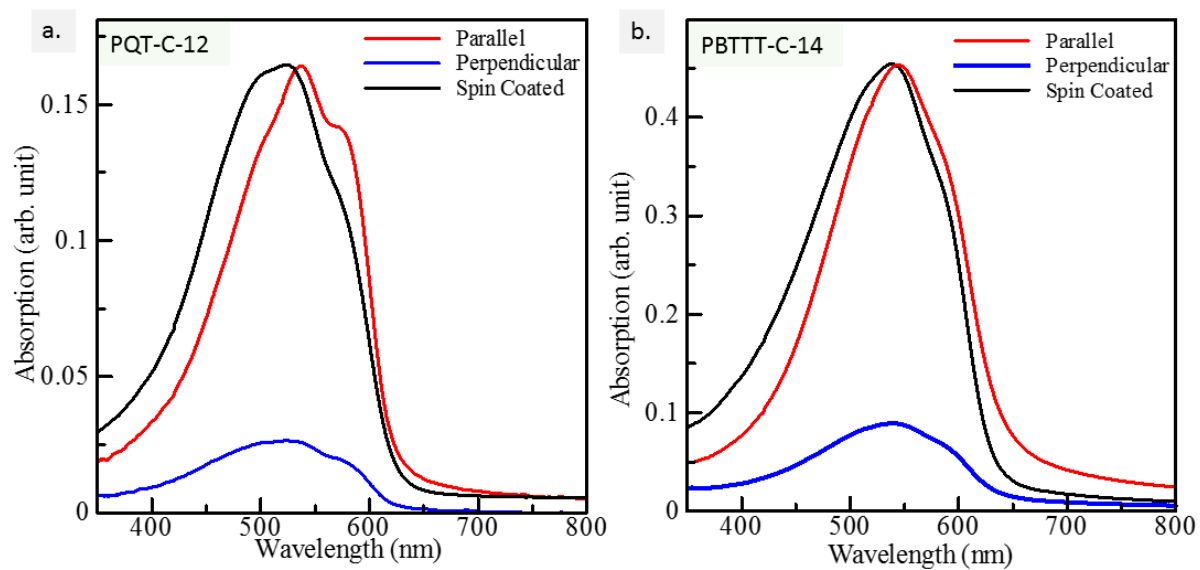 a.
PQT-C-12
Parallel
Perpendicular
Spin Coated
Absorption (arb. unit)
0.15
0.1
0.05
0
400 500 600 700 800
Wavelength (nm)
b.
PBTTT-C-14
Parallel
Perpendicular
Spin Coated
Absorption (arb. unit)
0.4
0.3
0.2
0.1
0
400 500 600 700 800
Wavelength (nm)